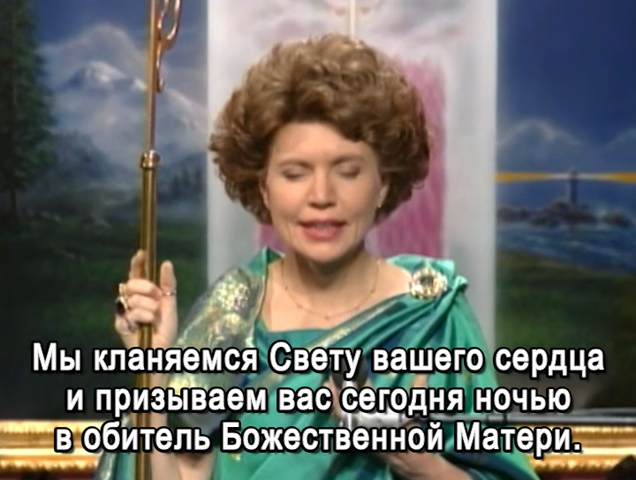 Мы кланяемся Свету вашего сердца
и призываем вас сегодня ночью
в обитель Божественной Матери.